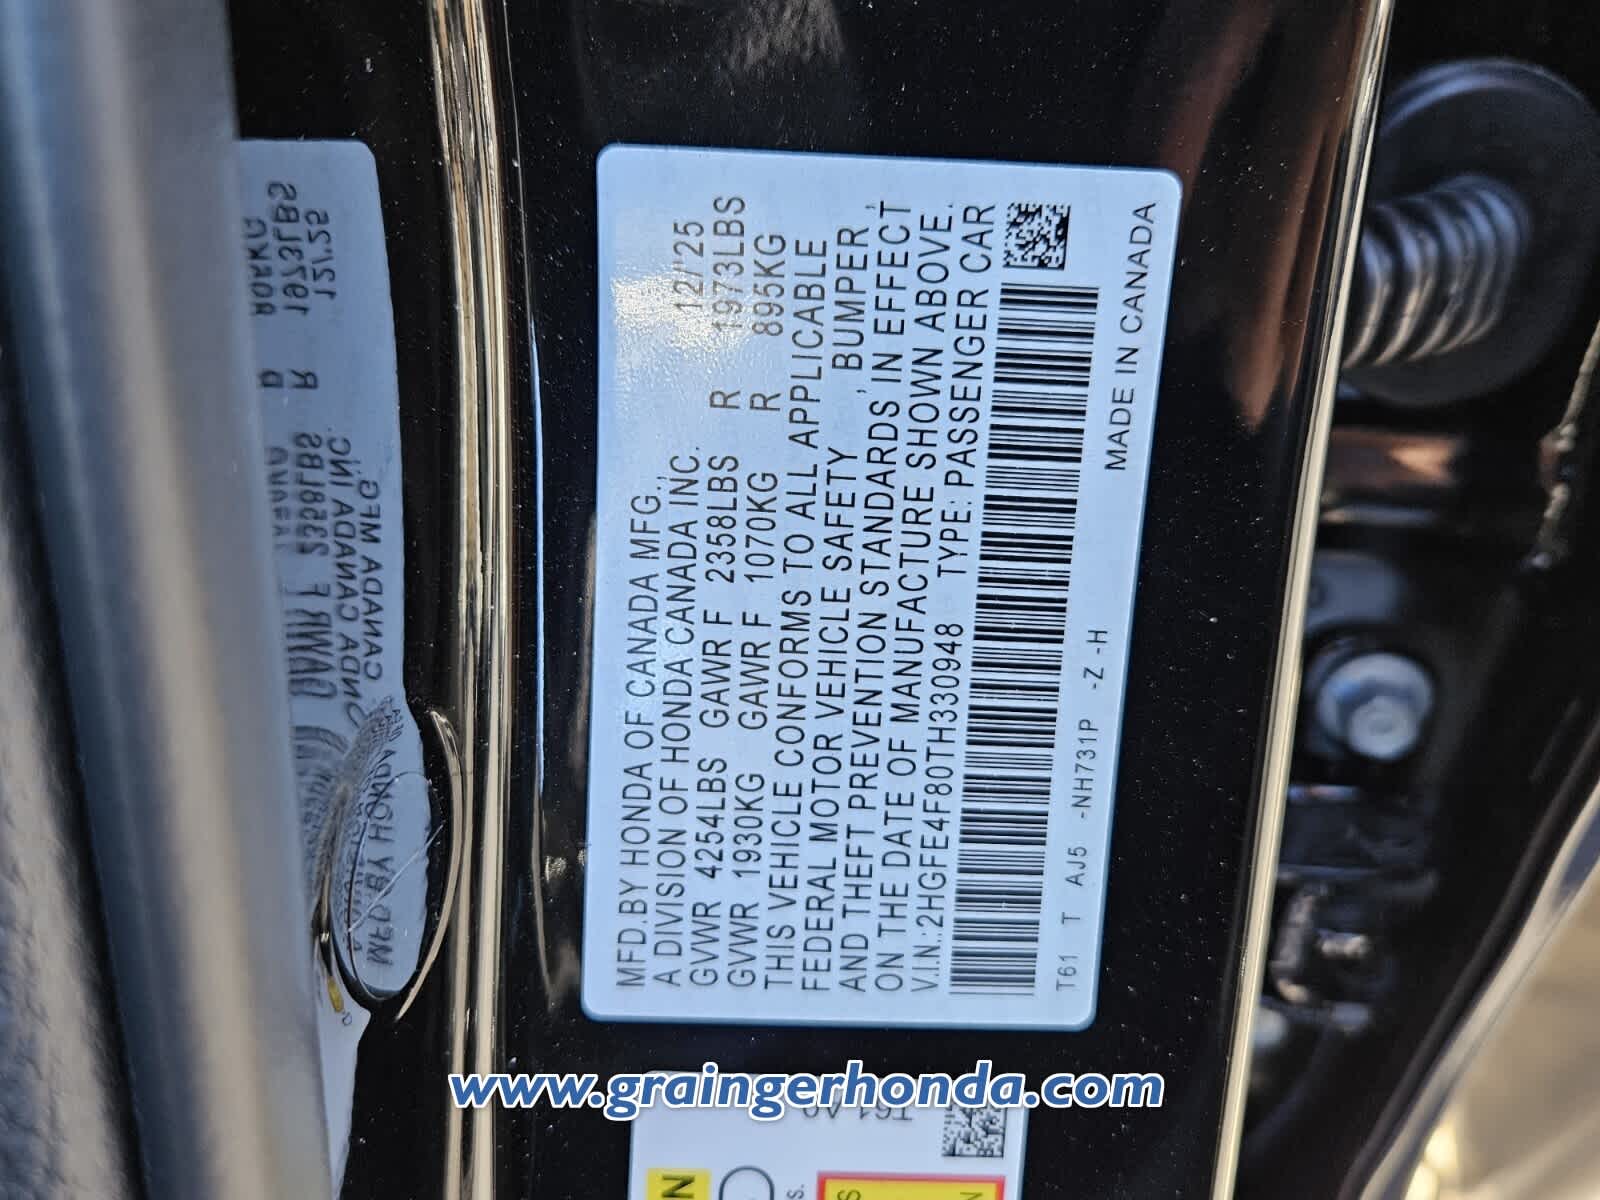 MFD.BY HONDA OF CANADA MFG.,
A DIVISION OF HONDA CANADA INC. 12/'25
GVWR 4254LBS GAWR F 2358LBS R 1973LBS
GVWR 1930KG GAWR F 1070KG R 895KG
THIS VEHICLE CONFORMS TO ALL APPLICABLE
FEDERAL MOTOR VEHICLE SAFETY , BUMPER ,
AND THEFT PREVENTION STANDARDS IN EFFECT
ON THE DATE OF MANUFACTURE SHOWN ABOVE.
V.I.N.:2HGFE4F80TH330948 TYPE: PASSENGER CAR
T61 T AJ5 -NH731P -Z -H
MADE IN CANADA
www.graingerhonda.com